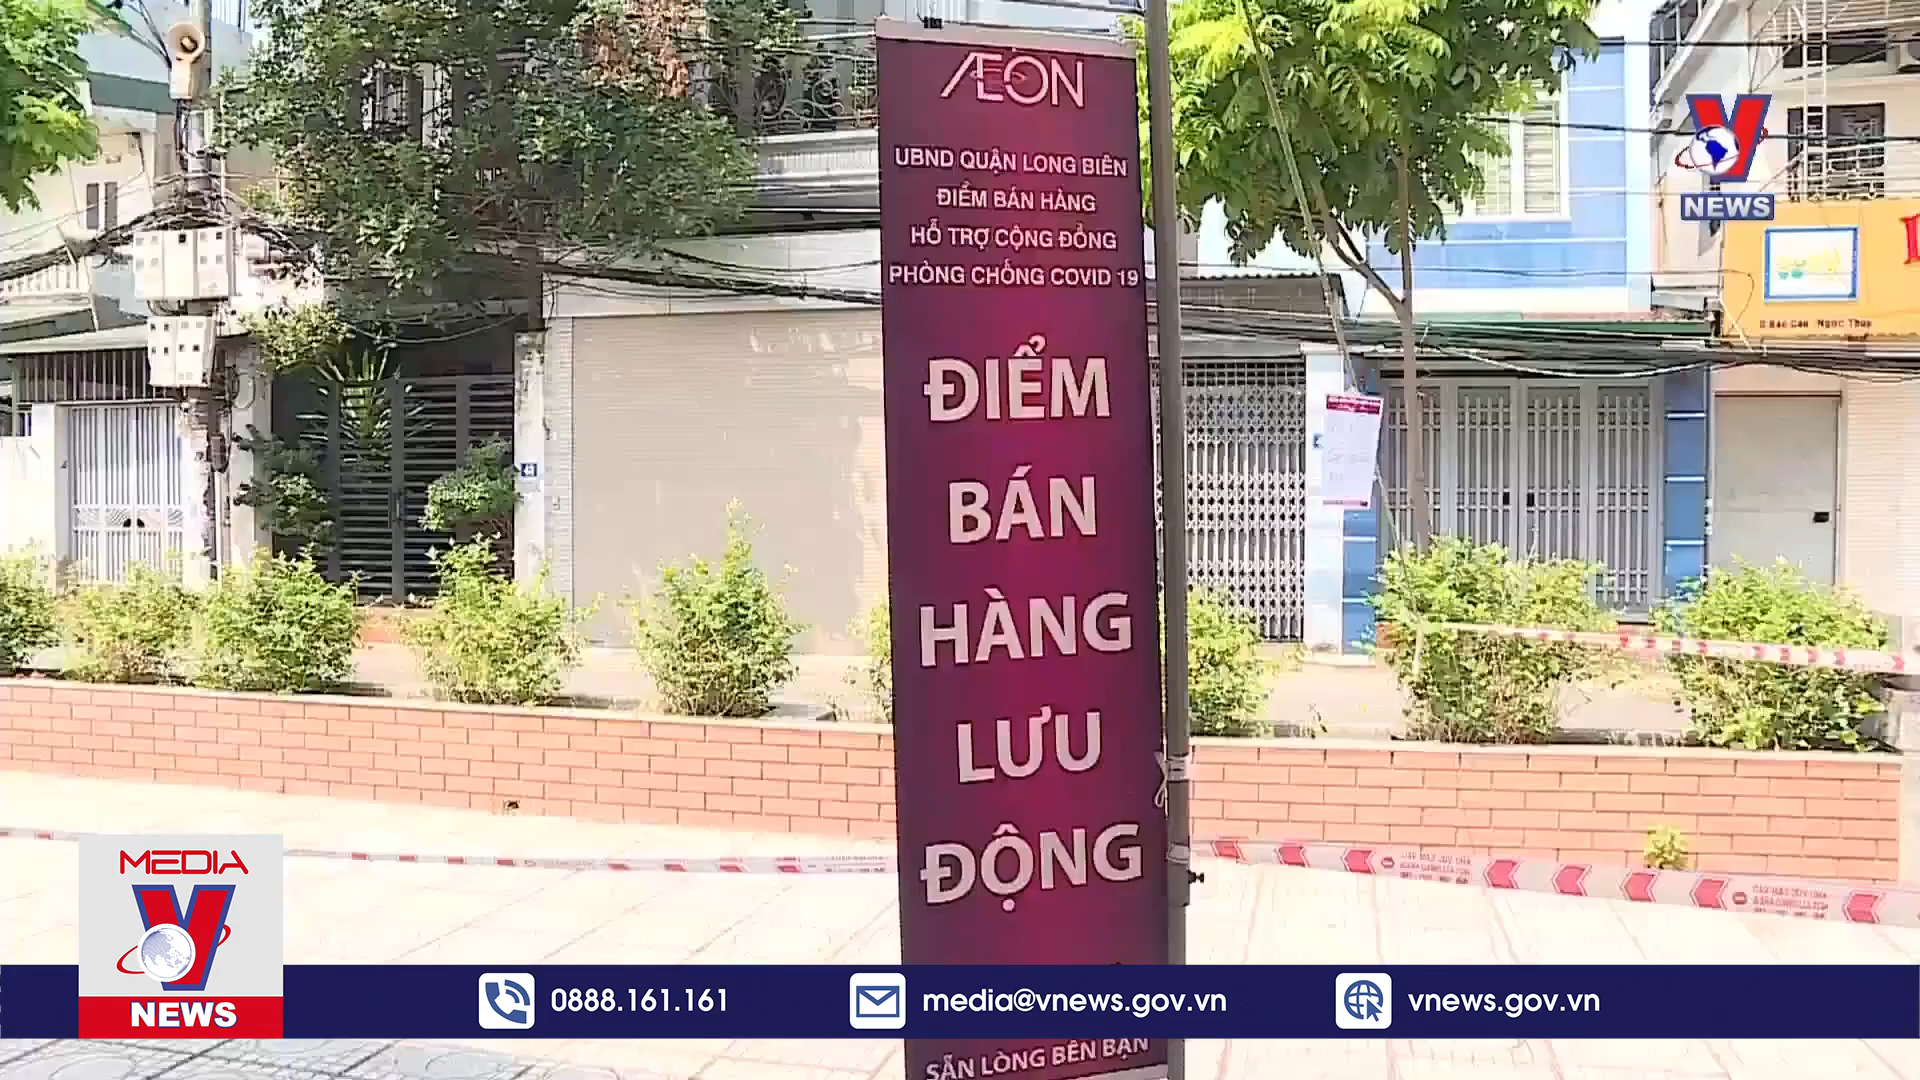 ÆON
UBND QUẬN LONG BIÊN
ĐIỂM BÁN HÀNG
HỖ TRỢ CỘNG ĐỒNG
PHÒNG CHỐNG COVID 19
ĐIỂM
BÁN
HÀNG
LƯU
ĐỘNG
SẴN LÒNG BÊN BẠN
V
NEWS
MEDIA
V
NEWS
0888.161.161
media@vnews.gov.vn
vnews.gov.vn